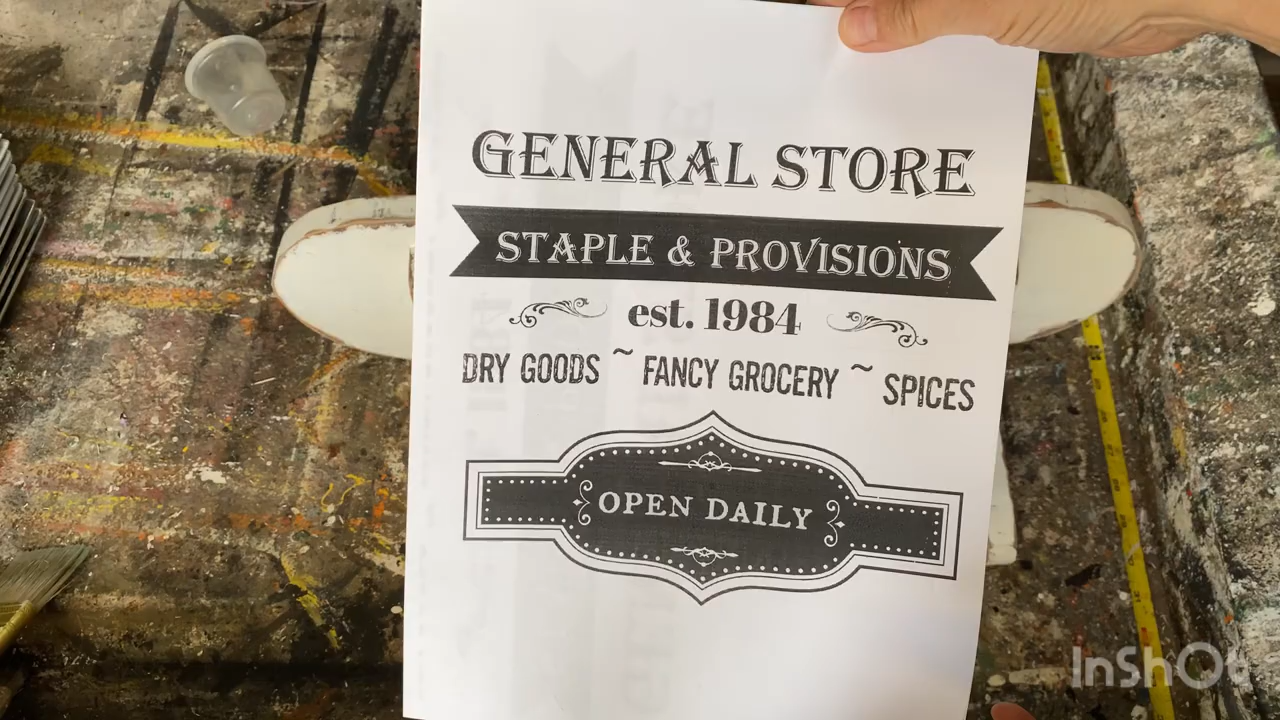 GENERAL STORE
STAPLE & PROVISIONS
est. 1984
DRY GOODS ~ FANCY GROCERY ~ SPICES
OPEN DAILY
InShOt